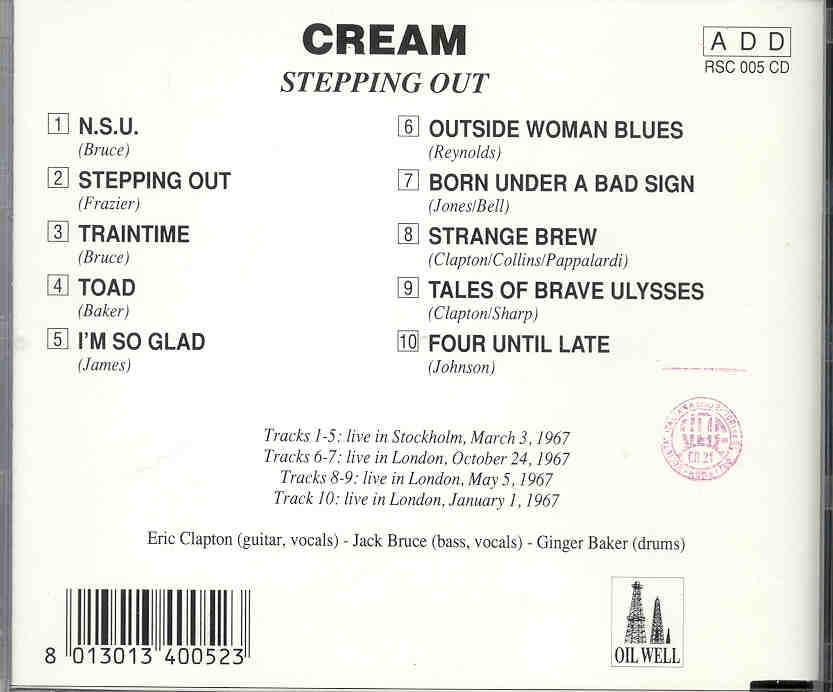 CREAM
STEPPING OUT
A D D
RSC 005 CD
1 N.S.U.
(Bruce)
2 STEPPING OUT
(Frazier)
3 TRAINTIME
(Bruce)
4 TOAD
(Baker)
5 I'M SO GLAD
(James)
6 OUTSIDE WOMAN BLUES
(Reynolds)
7 BORN UNDER A BAD SIGN
(Jones/Bell)
8 STRANGE BREW
(Clapton/Collins/Pappalardi)
9 TALES OF BRAVE ULYSSES
(Clapton/Sharp)
10 FOUR UNTIL LATE
(Johnson)
Tracks 1-5: live in Stockholm, March 3, 1967
Tracks 6-7: live in London, October 24, 1967
Tracks 8-9: live in London, May 5, 1967
Track 10: live in London, January 1, 1967
Eric Clapton (guitar, vocals) - Jack Bruce (bass, vocals) - Ginger Baker (drums)
8 013013 400523
OIL WELL